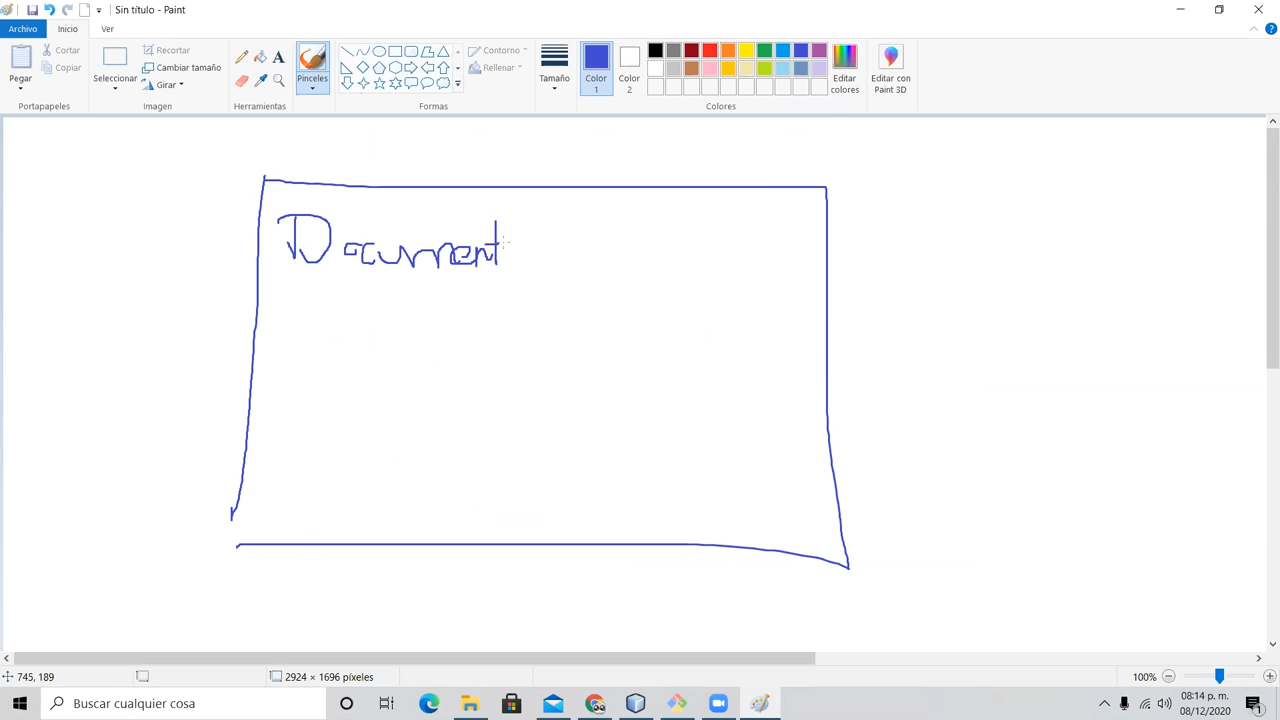 Sin título - Paint
Archivo Inicio Ver
Pegar
Cortar
Copiar
Portapapeles
Seleccionar
Recortar
Cambiar tamaño
Girar
Imagen
A
Herramientas
Pinceles
Contorno
Rellenar
Formas
Tamaño
Color
1
Color
2
Editar
colores
Editar con
Paint 3D
Colores
Document
745, 189
2924 × 1696 píxeles
100%
Buscar cualquier cosa
08:14 p. m.
08/12/2020
1